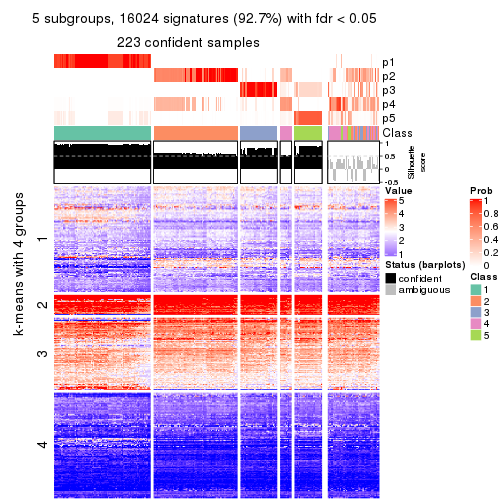 5 subgroups, 16024 signatures (92.7%) with fdr < 0.05
223 confident samples
p1
p2
p3
p4
p5
Class
1
0.5
0
-0.5
Silhouette
score
k-means with 4 groups
1
2
3
4
Value
5
4
3
2
1
Status (barplots)
confident
ambiguous
Prob
1
0.8
0.6
0.4
0.2
0
Class
1
2
3
4
5